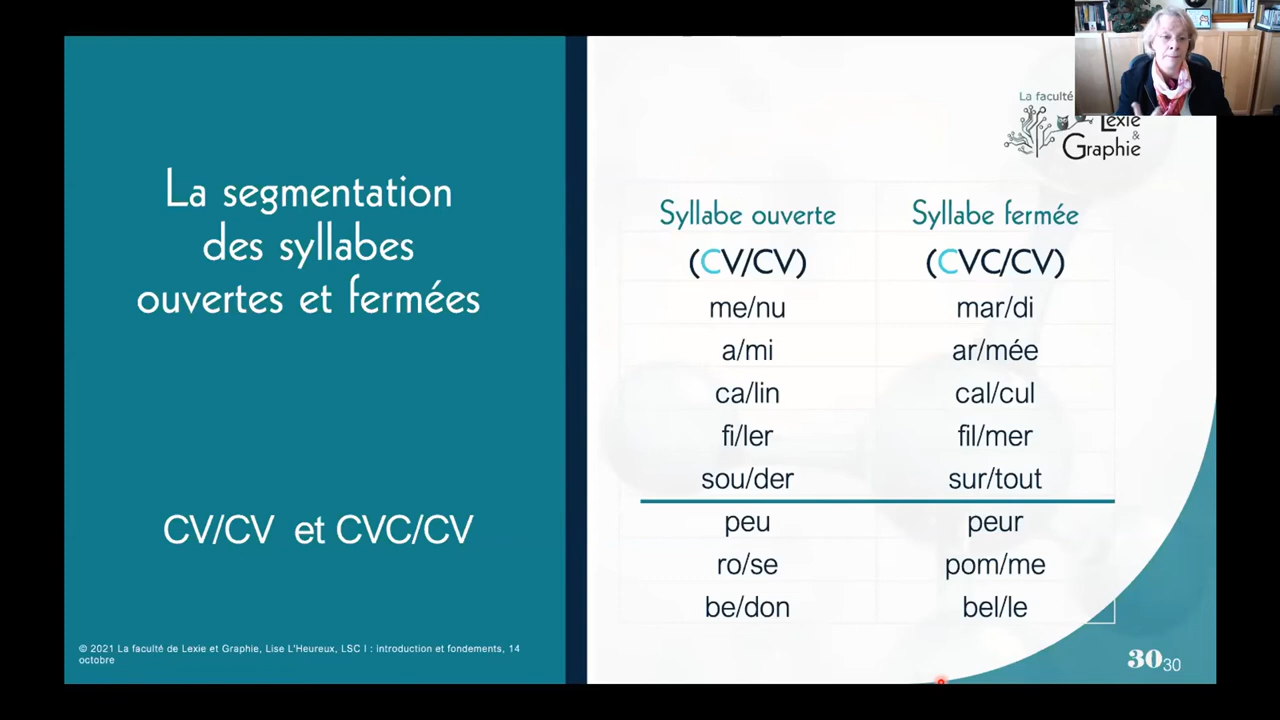 La segmentation
des syllabes
ouvertes et fermées
CV/CV et CVC/CV
© 2021 La faculté de Lexie et Graphie, Lise L'Heureux, LSC I : introduction et fondements, 14
octobre
La faculté
Lexie
&
Graphie
Syllabe ouverte Syllabe fermée
(CV/CV) (CVC/CV)
me/nu mar/di
a/mi ar/mée
ca/lin cal/cul
fi/ler fil/mer
sou/der sur/tout
peu peur
ro/se pom/me
be/don bel/le
30 30